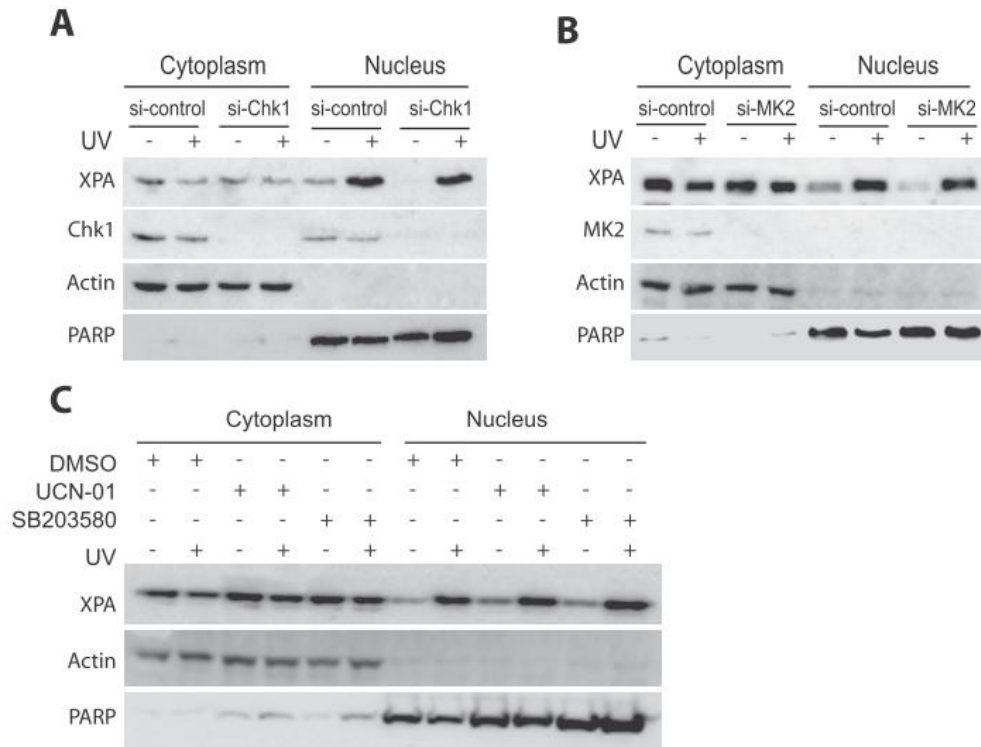 A
Cytoplasm Nucleus
si-control si-Chk1 si-control si-Chk1
UV - + - + - + - +
XPA
Chk1
Actin
PARP
B
Cytoplasm Nucleus
si-control si-MK2 si-control si-MK2
UV - + - + - + - +
XPA
MK2
Actin
PARP
C
Cytoplasm Nucleus
DMSO + + - - - - + + - - - -
UCN-01 - - + + - - - - + + - -
SB203580 - - - - + + - - - - + +
UV - + - + - + - + - + - +
XPA
Actin
PARP